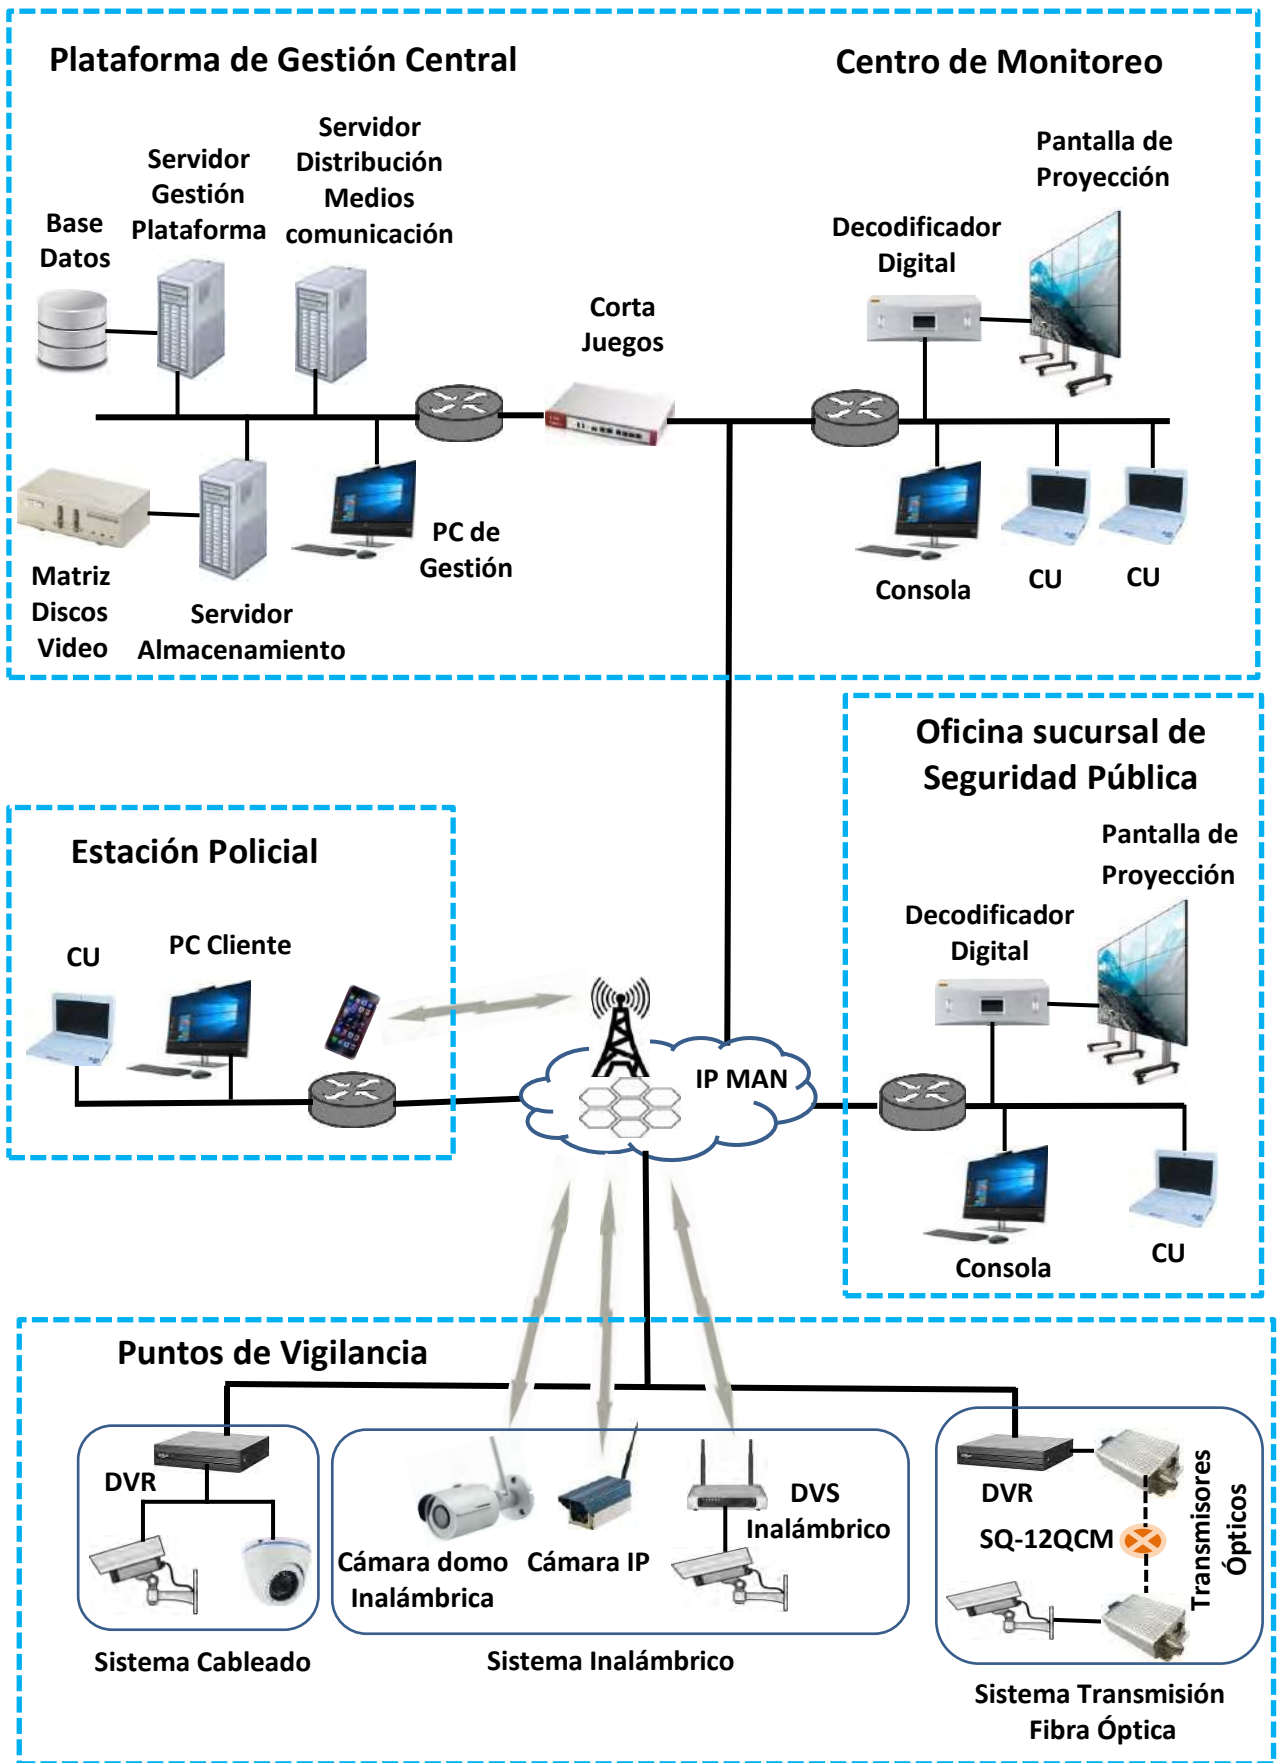 Plataforma de Gestión Central
Centro de Monitoreo
Servidor
Distribución
Medios
comunicación
Servidor
Gestión
Plataforma
Base
Datos
Pantalla de
Proyección
Decodificador
Digital
Corta
Juegos
PC de
Gestión
Matriz
Discos
Video
Servidor
Almacenamiento
Consola
CU
CU
Oficina sucursal de
Seguridad Pública
Pantalla de
Proyección
Decodificador
Digital
Consola
CU
Estación Policial
CU
PC Cliente
IP MAN
Puntos de Vigilancia
DVR
Cámara domo
Inalámbrica
Cámara IP
DVS
Inalámbrico
DVR
SQ-12QCM
Transmisores
Ópticos
Sistema Cableado
Sistema Inalámbrico
Sistema Transmisión
Fibra Óptica